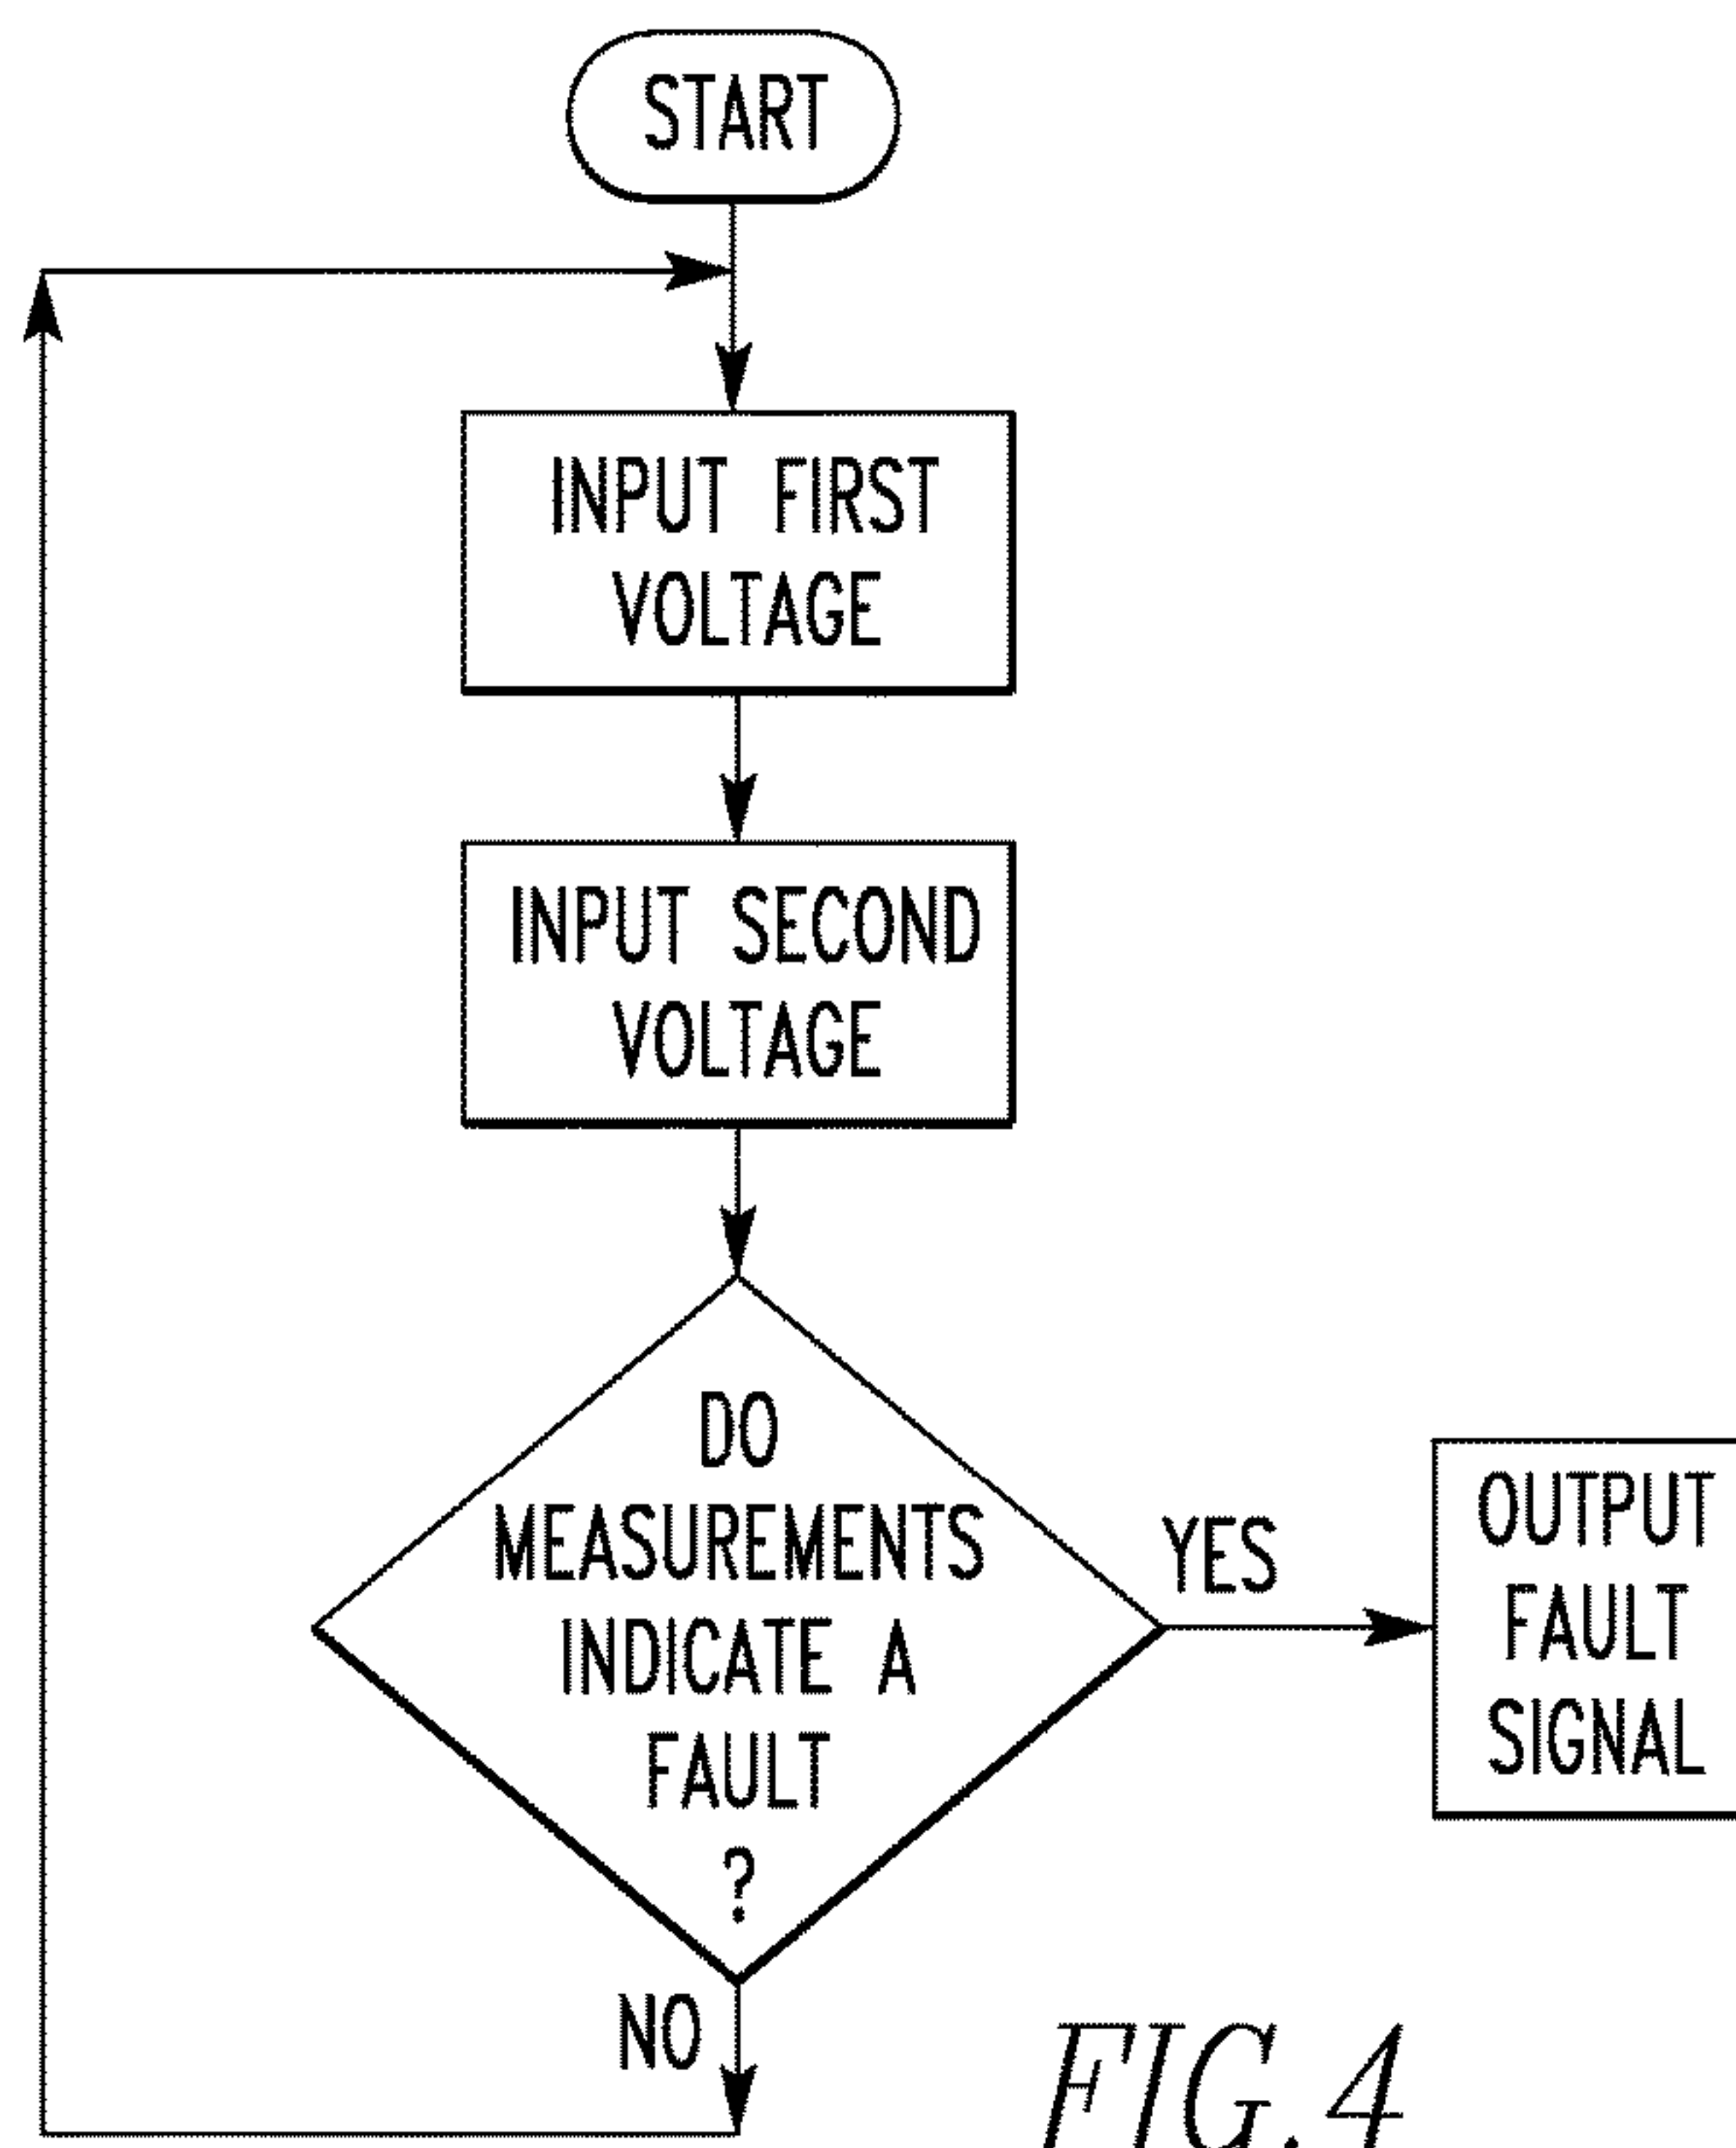 START
INPUT FIRST
VOLTAGE
INPUT SECOND
VOLTAGE
DO
MEASUREMENTS
INDICATE A
FAULT
?
YES
OUTPUT
FAULT
SIGNAL
NO
FIG.4